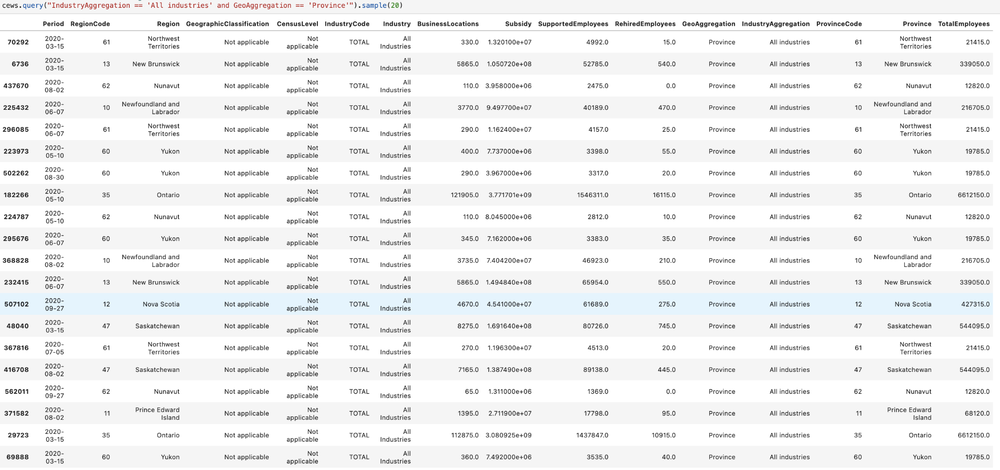 cews.query("IndustryAggregation == 'All industries' and GeoAggregation == 'Province'").sample(20)
Period RegionCode Region GeographicClassification CensusLevel IndustryCode Industry BusinessLocations Subsidy SupportedEmployees RehiredEmployees GeoAggregation IndustryAggregation ProvinceCode Province TotalEmployees
70292 2020-03-15 61 Northwest Territories Not applicable Not applicable TOTAL All Industries 330.0 1.320100e+07 4992.0 15.0 Province All industries 61 Northwest Territories 21415.0
6736 2020-03-15 13 New Brunswick Not applicable Not applicable TOTAL All Industries 5865.0 1.050720e+08 52785.0 540.0 Province All industries 13 New Brunswick 339050.0
437670 2020-08-02 62 Nunavut Not applicable Not applicable TOTAL All Industries 110.0 3.958000e+06 2475.0 0.0 Province All industries 62 Nunavut 12820.0
225432 2020-06-07 10 Newfoundland and Labrador Not applicable Not applicable TOTAL All Industries 3770.0 9.497700e+07 40189.0 470.0 Province All industries 10 Newfoundland and Labrador 216705.0
296085 2020-06-07 61 Northwest Territories Not applicable Not applicable TOTAL All Industries 290.0 1.162400e+07 4157.0 25.0 Province All industries 61 Northwest Territories 21415.0
223973 2020-05-10 60 Yukon Not applicable Not applicable TOTAL All Industries 400.0 7.737000e+06 3398.0 55.0 Province All industries 60 Yukon 19785.0
502262 2020-08-30 60 Yukon Not applicable Not applicable TOTAL All Industries 290.0 3.967000e+06 3317.0 20.0 Province All industries 60 Yukon 19785.0
182266 2020-05-10 35 Ontario Not applicable Not applicable TOTAL All Industries 121905.0 3.771701e+09 1546311.0 16115.0 Province All industries 35 Ontario 6612150.0
224787 2020-05-10 62 Nunavut Not applicable Not applicable TOTAL All Industries 110.0 8.045000e+06 2812.0 10.0 Province All industries 62 Nunavut 12820.0
295676 2020-06-07 60 Yukon Not applicable Not applicable TOTAL All Industries 345.0 7.162000e+06 3383.0 35.0 Province All industries 60 Yukon 19785.0
368828 2020-08-02 10 Newfoundland and Labrador Not applicable Not applicable TOTAL All Industries 3735.0 7.404200e+07 46923.0 210.0 Province All industries 10 Newfoundland and Labrador 216705.0
232415 2020-06-07 13 New Brunswick Not applicable Not applicable TOTAL All Industries 5865.0 1.494840e+08 65954.0 550.0 Province All industries 13 New Brunswick 339050.0
507102 2020-09-27 12 Nova Scotia Not applicable Not applicable TOTAL All Industries 4670.0 4.541000e+07 61689.0 275.0 Province All industries 12 Nova Scotia 427315.0
48040 2020-03-15 47 Saskatchewan Not applicable Not applicable TOTAL All Industries 8275.0 1.691640e+08 80726.0 745.0 Province All industries 47 Saskatchewan 544095.0
367816 2020-07-05 61 Northwest Territories Not applicable Not applicable TOTAL All Industries 270.0 1.196300e+07 4513.0 20.0 Province All industries 61 Northwest Territories 21415.0
416708 2020-08-02 47 Saskatchewan Not applicable Not applicable TOTAL All Industries 7165.0 1.387490e+08 89138.0 445.0 Province All industries 47 Saskatchewan 544095.0
562011 2020-09-27 62 Nunavut Not applicable Not applicable TOTAL All Industries 65.0 1.311000e+06 1369.0 0.0 Province All industries 62 Nunavut 12820.0
371582 2020-08-02 11 Prince Edward Island Not applicable Not applicable TOTAL All Industries 1395.0 2.711900e+07 17798.0 95.0 Province All industries 11 Prince Edward Island 68120.0
29723 2020-03-15 35 Ontario Not applicable Not applicable TOTAL All Industries 112875.0 3.080925e+09 1437847.0 10915.0 Province All industries 35 Ontario 6612150.0
69888 2020-03-15 60 Yukon Not applicable Not applicable TOTAL All Industries 360.0 7.492000e+06 3535.0 40.0 Province All industries 60 Yukon 19785.0